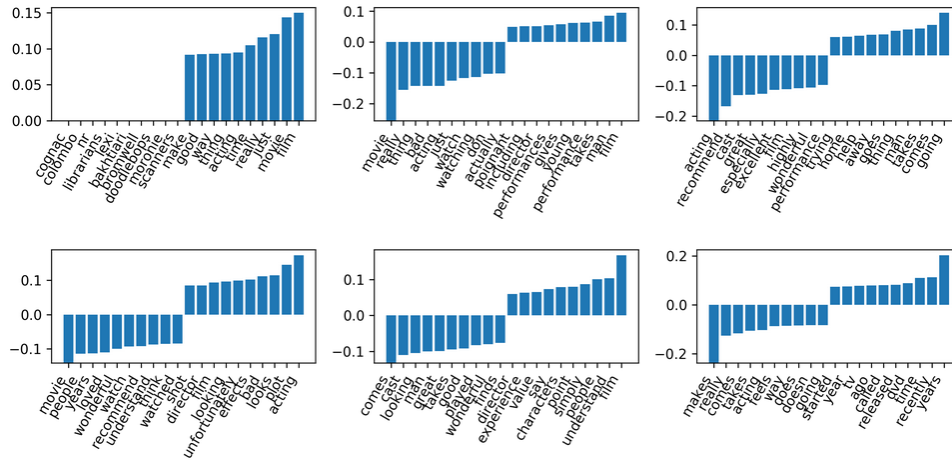 0.15
0.10
0.05
0.00
cognac
colombo
nr
librarians
lexi
bakhtiari
bromwell
doodlebops
scanners
make
good
way
thing
acting
time
really
just
movie
film
0.1
0.0
−0.1
−0.2
movie
really
thing
bad
acting
just
watch
watching
don
actually
poignant
including
director
performances
gives
young
performance
takes
man
film
0.1
0.0
−0.1
−0.2
acting
recommend
cast
great
especially
excellent
film
highly
wonderful
performance
trying
home
help
away
thing
man
takes
comes
going
0.1
0.0
−0.1
movie
people
years
played
wonderful
watch
recommend
understand
think
watched
shot
director
film
looking
unfortunately
effects
bad
looks
plot
acting
0.1
0.0
−0.1
comes
cast
looking
man
great
takes
good
played
wonderful
finds
director
experience
value
say
characters
point
simply
people
understand
film
0.2
0.0
−0.2
makes
really
comes
takes
acting
feels
way
does
doesn
going
started
year
tv
ago
called
released
dvd
time
recently
years